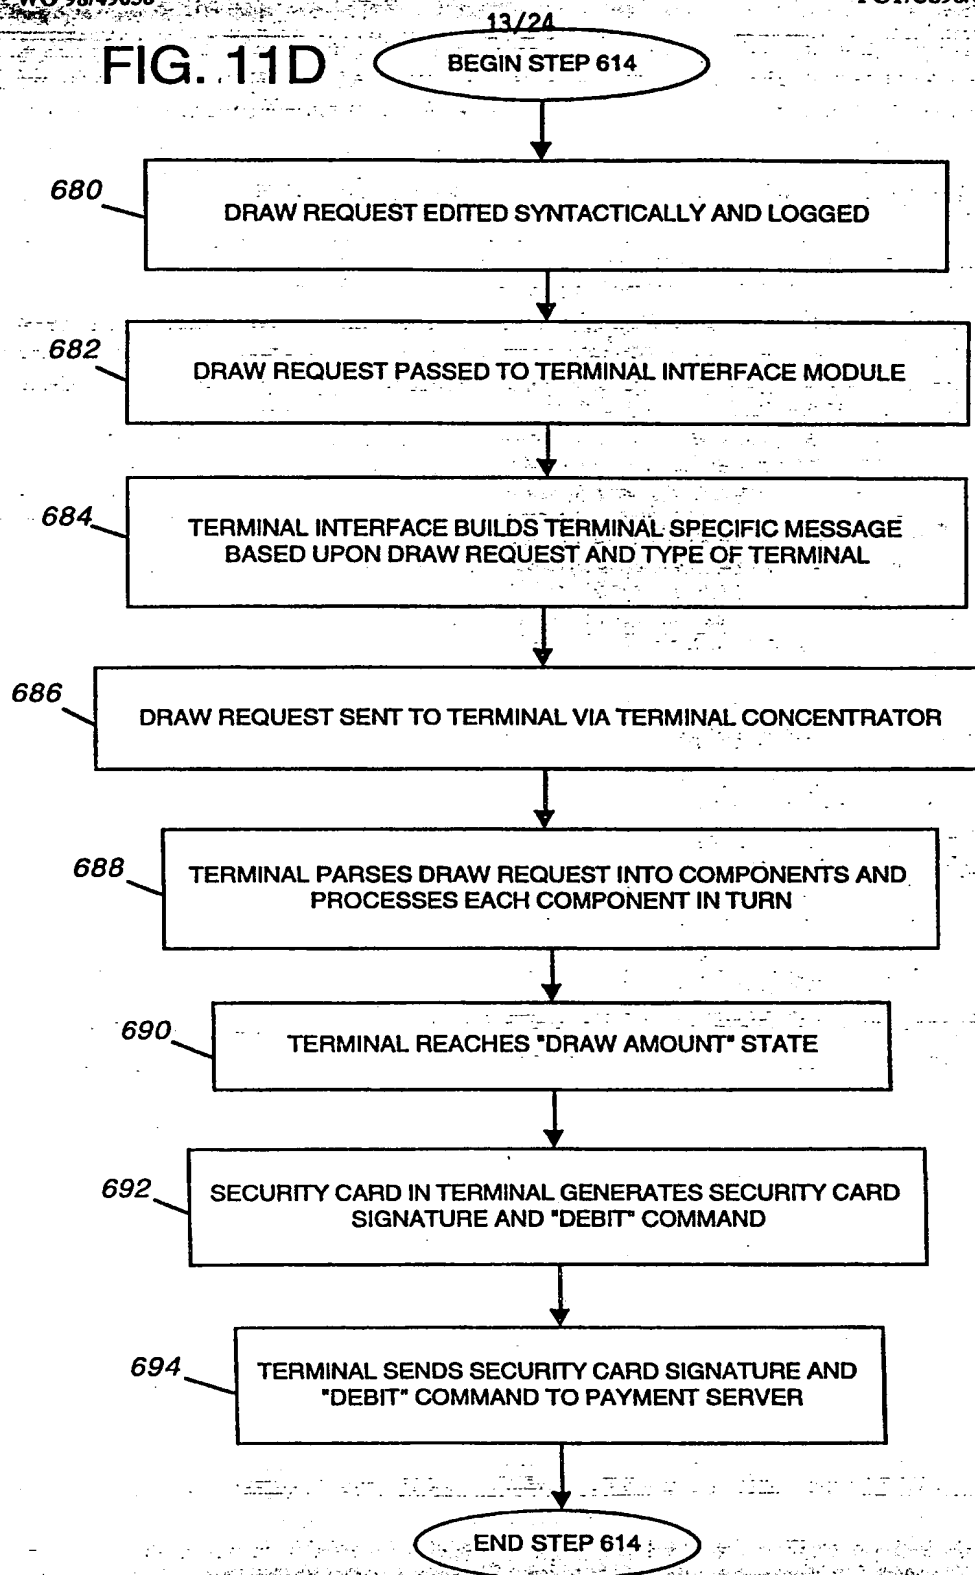 13/24
FIG. 11D
BEGIN STEP 614
680
DRAW REQUEST EDITED SYNTACTICALLY AND LOGGED
682
DRAW REQUEST PASSED TO TERMINAL INTERFACE MODULE
684
TERMINAL INTERFACE BUILDS TERMINAL SPECIFIC MESSAGE
BASED UPON DRAW REQUEST AND TYPE OF TERMINAL
686
DRAW REQUEST SENT TO TERMINAL VIA TERMINAL CONCENTRATOR
688
TERMINAL PARSES DRAW REQUEST INTO COMPONENTS AND
PROCESSES EACH COMPONENT IN TURN
690
TERMINAL REACHES "DRAW AMOUNT" STATE
692
SECURITY CARD IN TERMINAL GENERATES SECURITY CARD
SIGNATURE AND "DEBIT" COMMAND
694
TERMINAL SENDS SECURITY CARD SIGNATURE AND
"DEBIT" COMMAND TO PAYMENT SERVER
END STEP 614